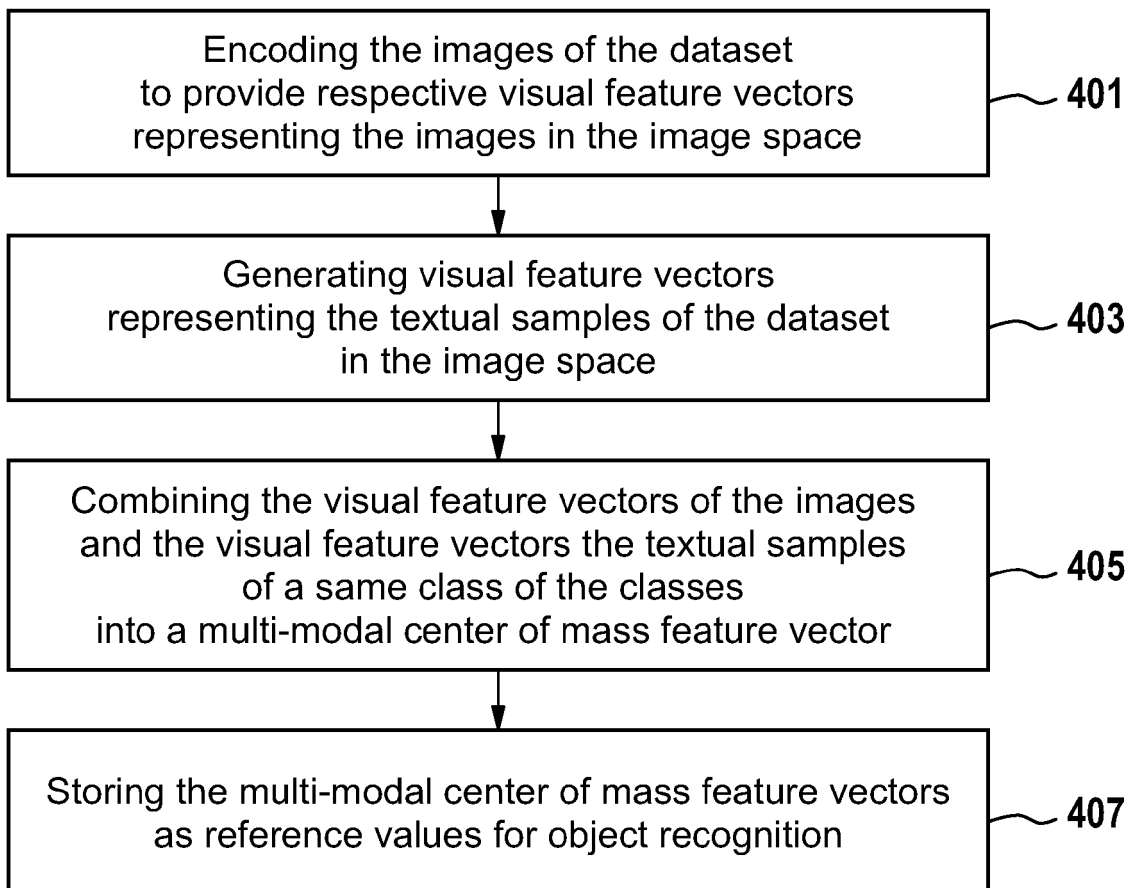 Encoding the images of the dataset
to provide respective visual feature vectors
representing the images in the image space
401
Generating visual feature vectors
representing the textual samples of the dataset
in the image space
403
Combining the visual feature vectors of the images
and the visual feature vectors the textual samples
of a same class of the classes
into a multi-modal center of mass feature vector
405
Storing the multi-modal center of mass feature vectors
as reference values for object recognition
407